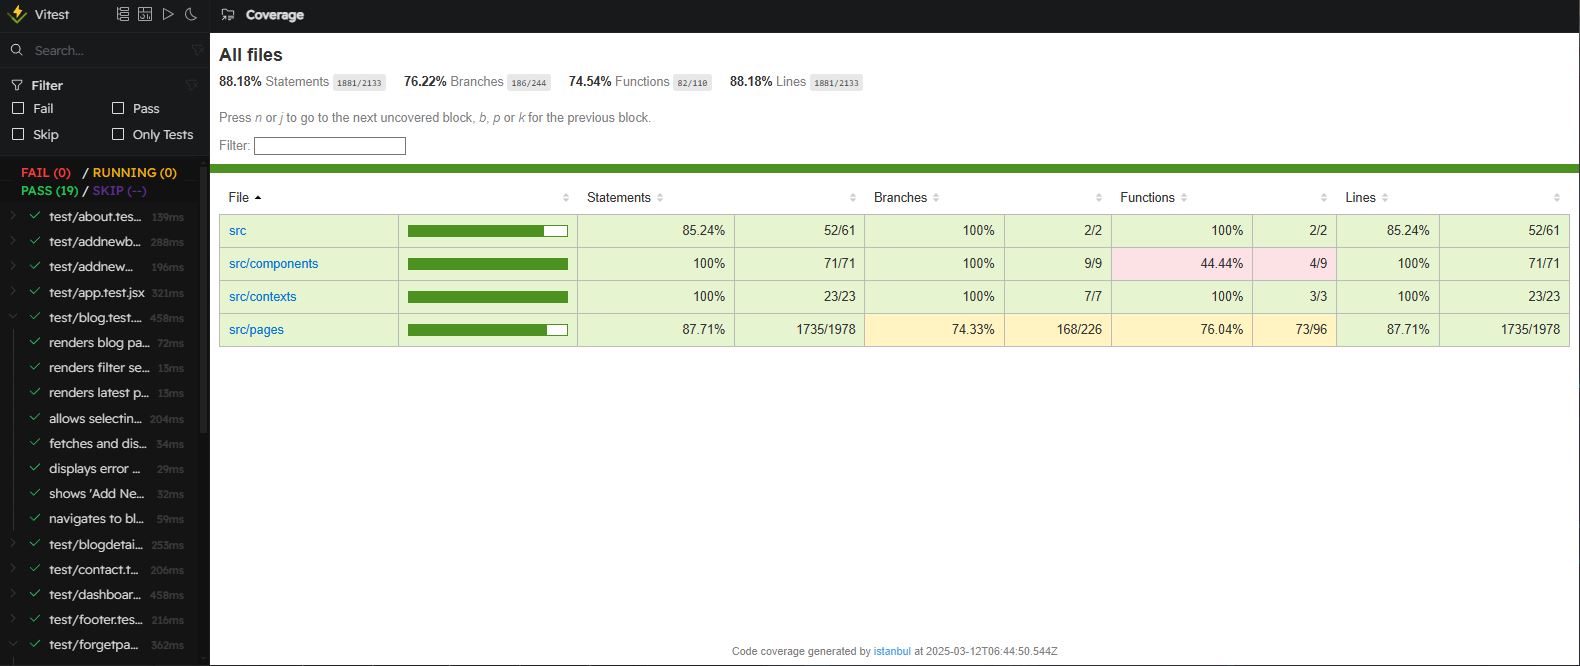 Vitest
Search...
Filter
Fail
Pass
Skip
Only Tests
FAIL (0) / RUNNING (0)
PASS (19) / SKIP (--)
test/about.tes... 139ms
test/addnewb... 288ms
test/addnew... 196ms
test/app.test.jsx 321ms
test/blog.test.... 458ms
renders blog pa... 72ms
renders filter se... 13ms
renders latest p... 13ms
allows selectin... 204ms
fetches and dis... 34ms
displays error ... 29ms
shows 'Add Ne... 32ms
navigates to bl... 59ms
test/blogdetai... 253ms
test/contact.t... 206ms
test/dashboar... 458ms
test/footer.tes... 216ms
test/forgetpa... 362ms
Coverage
All files
88.18% Statements 1881/2133 76.22% Branches 186/244 74.54% Functions 82/110 88.18% Lines 1881/2133
Press n or j to go to the next uncovered block, b, p or k for the previous block.
Filter:
File Statements Branches Functions Lines
src 85.24% 52/61 100% 2/2 100% 2/2 85.24% 52/61
src/components 100% 71/71 100% 9/9 44.44% 4/9 100% 71/71
src/contexts 100% 23/23 100% 7/7 100% 3/3 100% 23/23
src/pages 87.71% 1735/1978 74.33% 168/226 76.04% 73/96 87.71% 1735/1978
Code coverage generated by istanbul at 2025-03-12T06:44:50.544Z